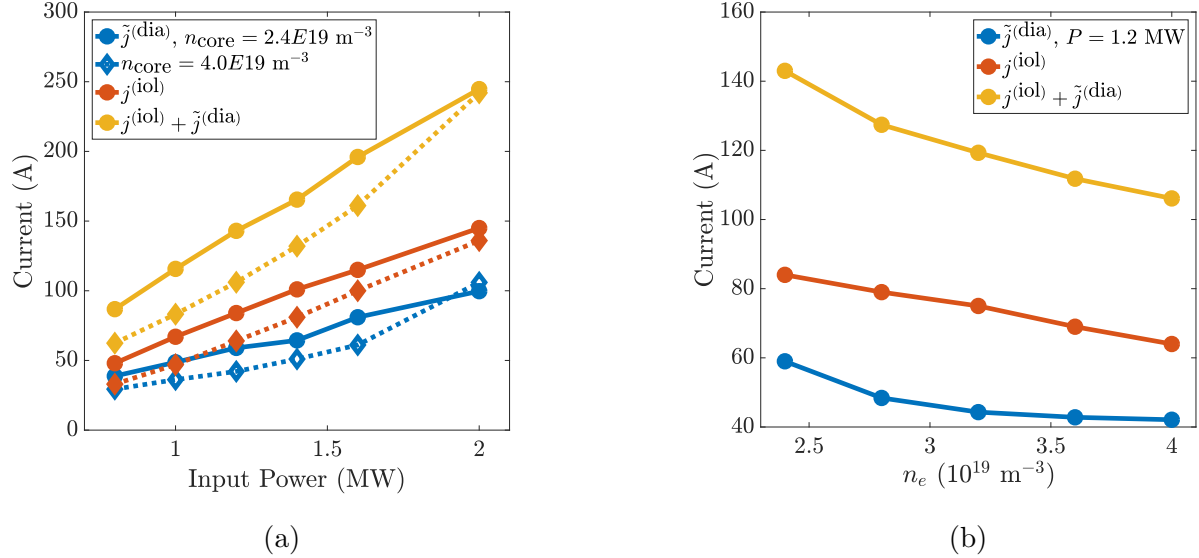 300
250
200
150
100
50
0
Current (A)
j̃^(dia), n_core = 2.4E19 m^−3
n_core = 4.0E19 m^−3
j^(iol)
j^(iol) + j̃^(dia)
1
1.5
2
Input Power (MW)
(a)
160
140
120
100
80
60
40
Current (A)
j̃^(dia), P = 1.2 MW
j^(iol)
j^(iol) + j̃^(dia)
2.5
3
3.5
4
n_e (10^19 m^−3)
(b)